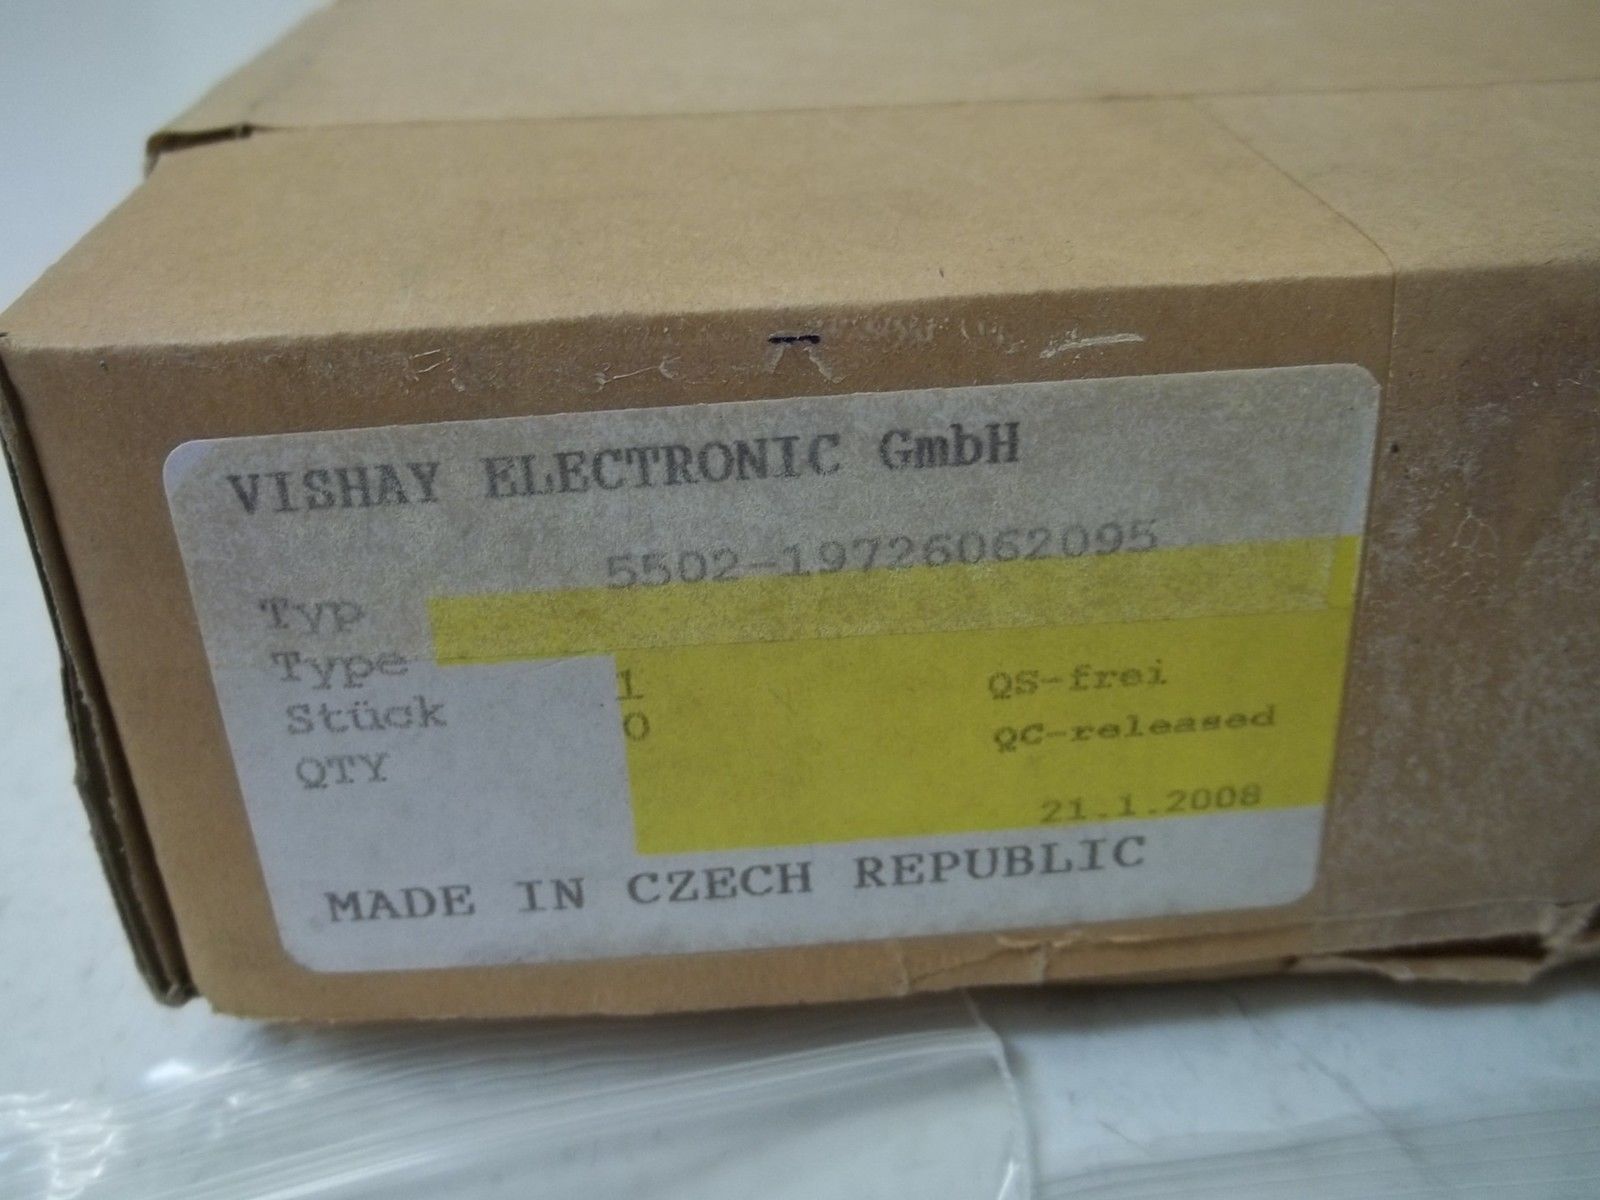 VISHAY ELECTRONIC GmbH
5502-19726062095
Typ
Type
1 QS-frei
Stück
0 QC-released
QTY
21.1.2008
MADE IN CZECH REPUBLIC